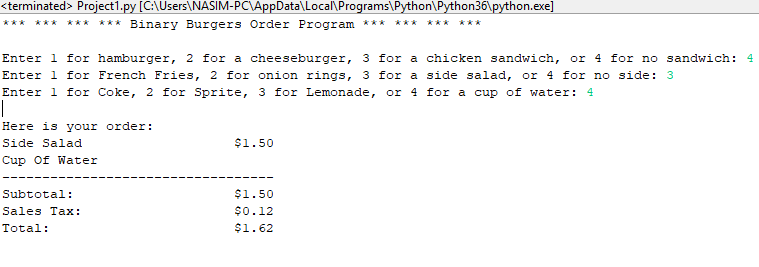 <terminated> Project1.py [C:\Users\NASIM-PC\AppData\Local\Programs\Python\Python36\python.exe]
*** *** *** *** Binary Burgers Order Program *** *** *** ***
Enter 1 for hamburger, 2 for a cheeseburger, 3 for a chicken sandwich, or 4 for no sandwich: 4
Enter 1 for French Fries, 2 for onion rings, 3 for a side salad, or 4 for no side: 3
Enter 1 for Coke, 2 for Sprite, 3 for Lemonade, or 4 for a cup of water: 4
Here is your order:
Side Salad $1.50
Cup Of Water
----------------------------------
Subtotal: $1.50
Sales Tax: $0.12
Total: $1.62